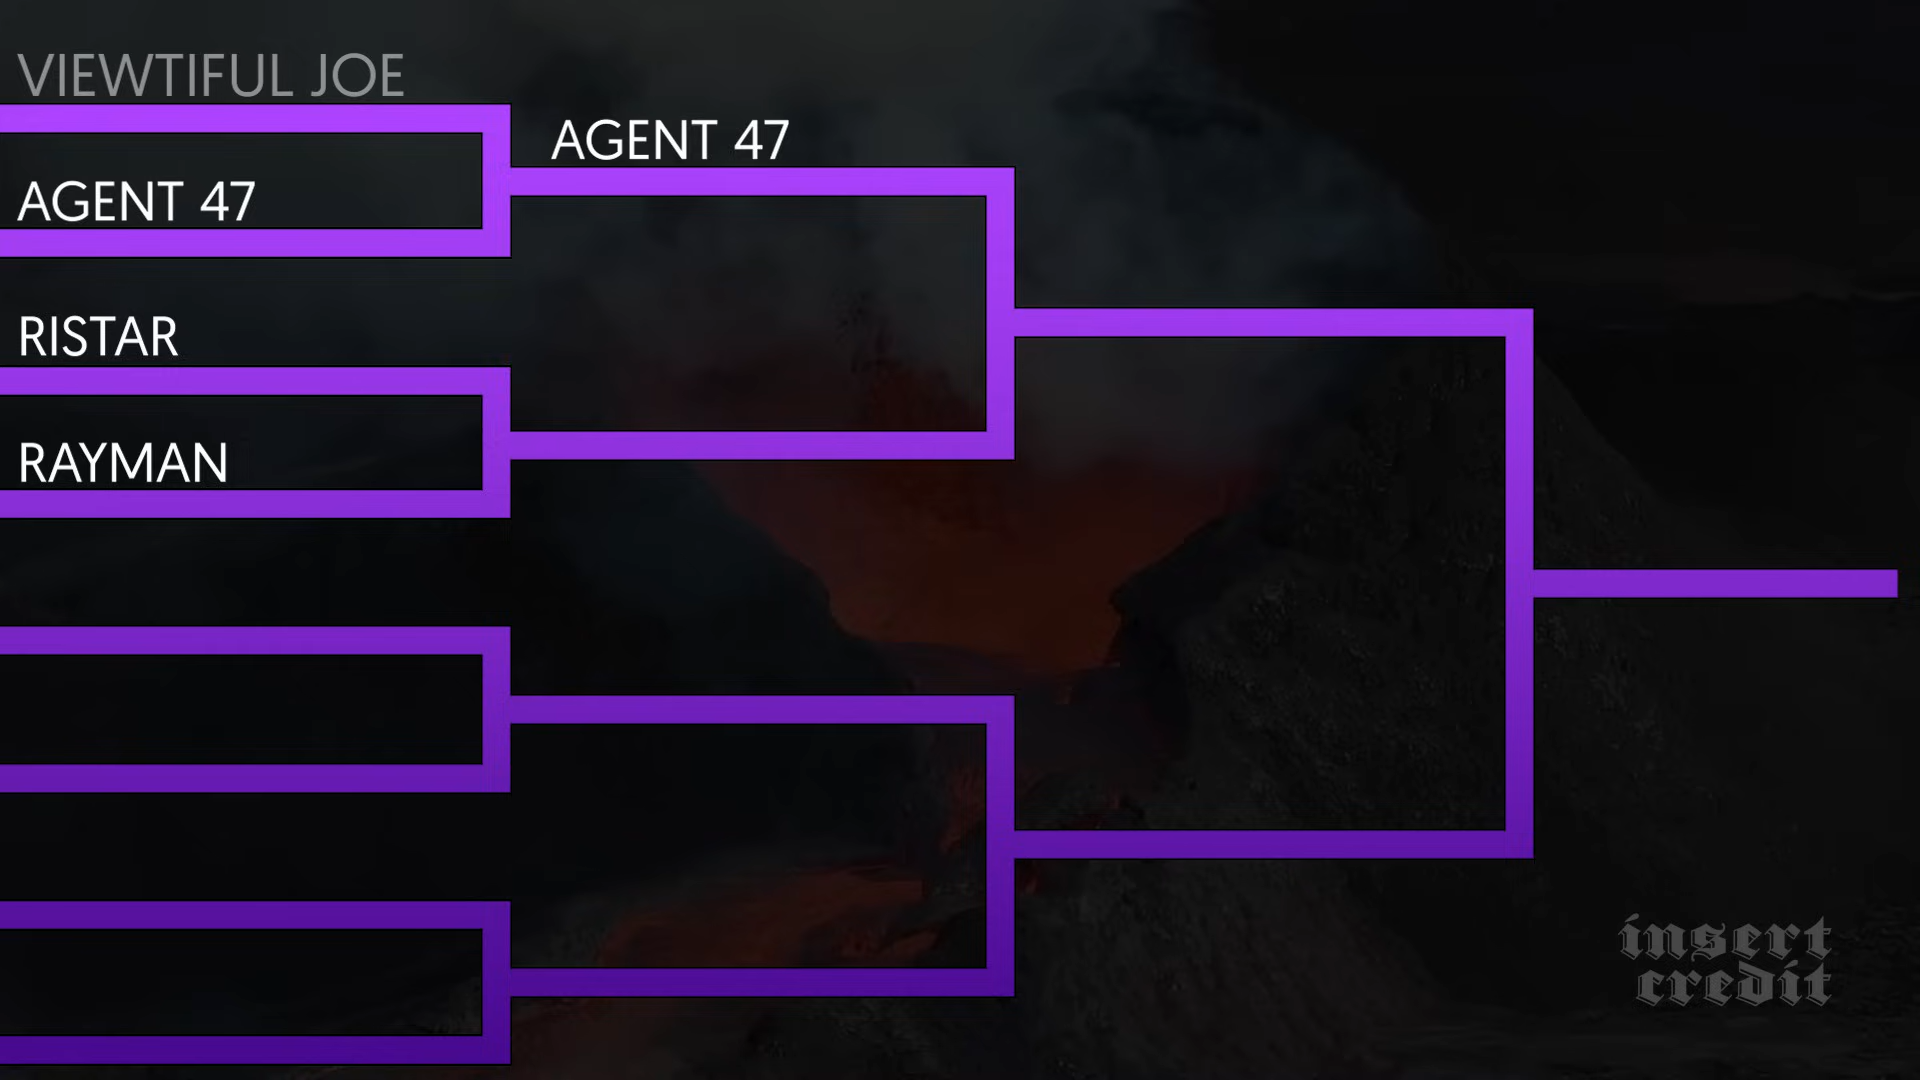 VIEWTIFUL JOE
AGENT 47
AGENT 47
RISTAR
RAYMAN
insert
credit